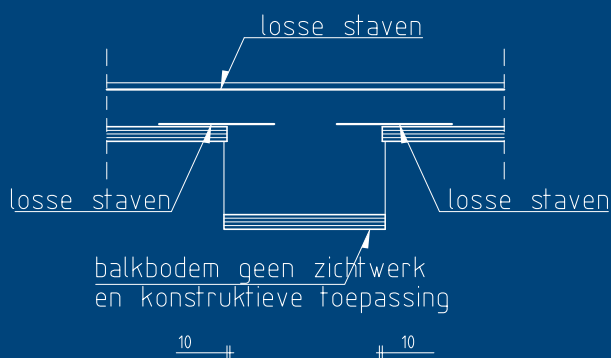 losse staven
losse staven
losse staven
balkbodem geen zichtwerk
en konstruktieve toepassing
10
10